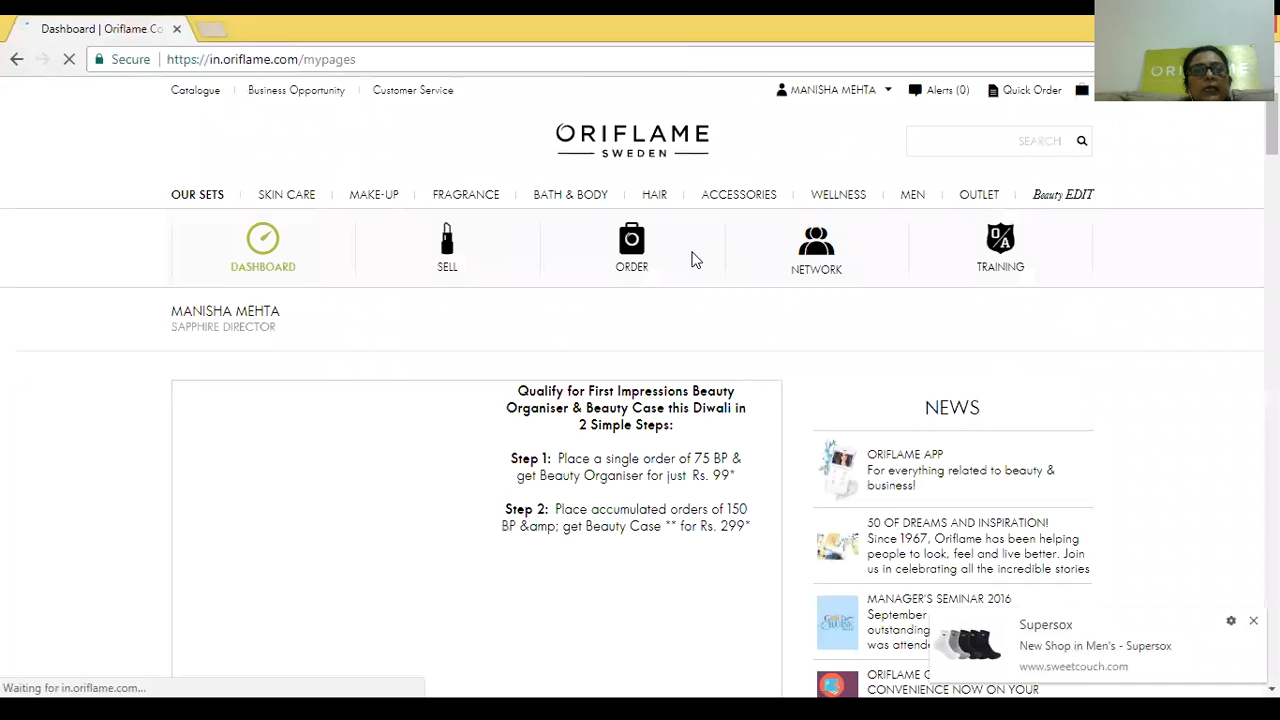 Dashboard | Oriflame Co
Secure https://in.oriflame.com/mypages
ORIFLAME
Catalogue Business Opportunity Customer Service MANISHA MEHTA Alerts (0) Quick Order
ORIFLAME
SWEDEN
SEARCH
OUR SETS SKIN CARE MAKE-UP FRAGRANCE BATH & BODY HAIR ACCESSORIES WELLNESS MEN OUTLET Beauty EDIT
DASHBOARD SELL ORDER NETWORK TRAINING
MANISHA MEHTA
SAPPHIRE DIRECTOR
Qualify for First Impressions Beauty
Organiser & Beauty Case this Diwali in
2 Simple Steps:
Step 1: Place a single order of 75 BP &
get Beauty Organiser for just Rs. 99*
Step 2: Place accumulated orders of 150
BP &amp; get Beauty Case ** for Rs. 299*
NEWS
ORIFLAME APP
For everything related to beauty &
business!
50 OF DREAMS AND INSPIRATION!
Since 1967, Oriflame has been helping
people to look, feel and live better. Join
us in celebrating all the incredible stories
MANAGER'S SEMINAR 2016
September
outstanding
was attende
ORIFLAME
CONVENIENCE NOW ON YOUR
Supersox
New Shop in Men's - Supersox
www.sweetcouch.com
Waiting for in.oriflame.com...